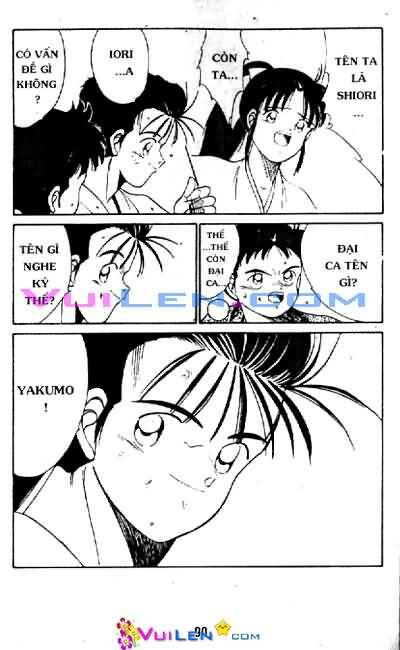 CÓ VẤN
ĐỀ GÌ
KHÔNG
?
IORI
...A
CÒN
TA...
TÊN TA
LÀ
SHIORI
...
TÊN GÌ
NGHE
KỲ
THẾ?
THẾ
...THẾ
CÒN
ĐẠI
CA...
ĐẠI
CA TÊN
GÌ?
VUILEN.COM
YAKUMO
!
90
VUILEN.COM